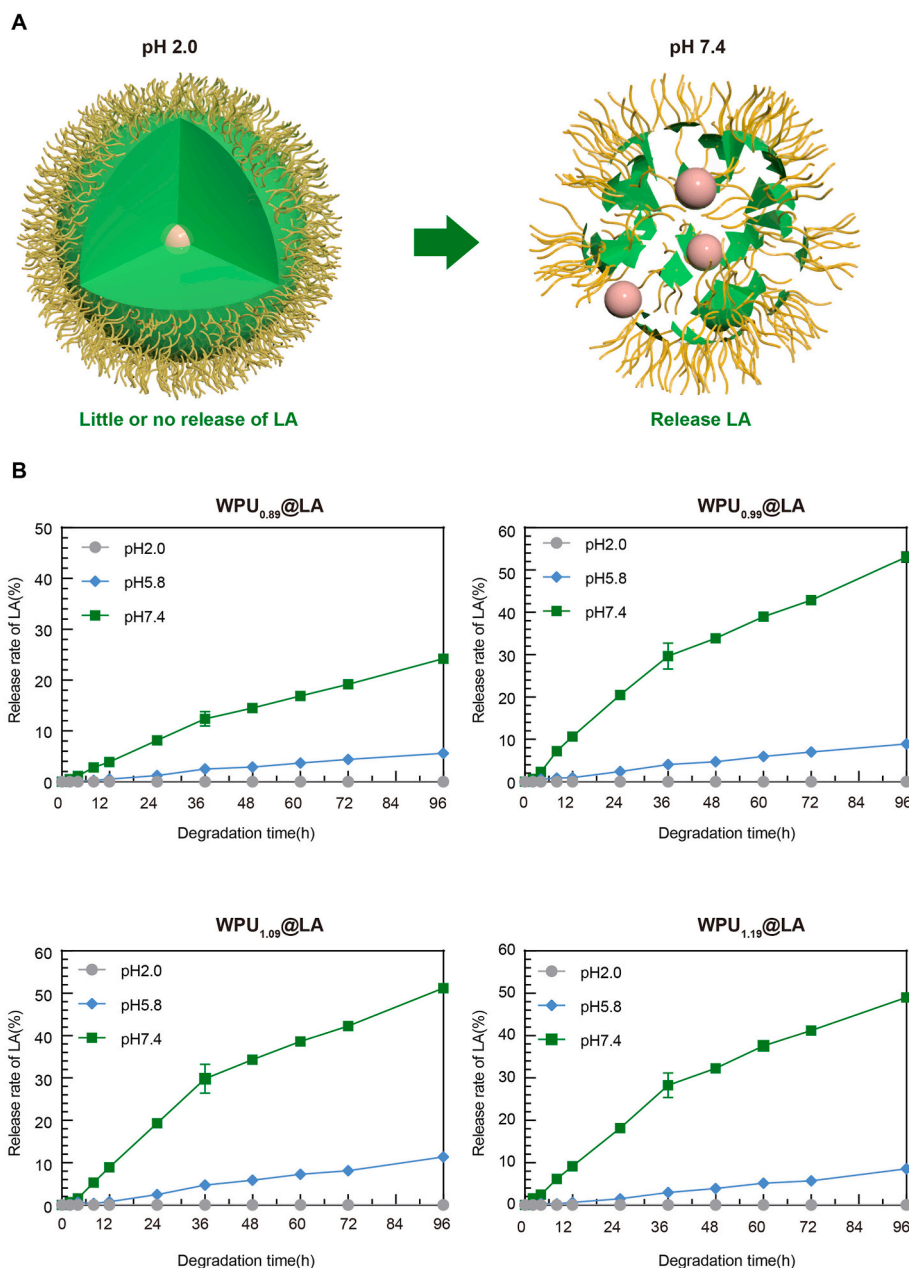 A
pH 2.0
pH 7.4
Little or no release of LA
Release LA
B
WPU0.89@LA
50
40
30
20
10
0
Release rate of LA(%)
pH2.0
pH5.8
pH7.4
0 12 24 36 48 60 72 84 96
Degradation time(h)
WPU0.99@LA
60
50
40
30
20
10
0
Release rate of LA(%)
pH2.0
pH5.8
pH7.4
0 12 24 36 48 60 72 84 96
Degradation time(h)
WPU1.09@LA
60
50
40
30
20
10
0
Release rate of LA(%)
pH2.0
pH5.8
pH7.4
0 12 24 36 48 60 72 84 96
Degradation time(h)
WPU1.19@LA
60
50
40
30
20
10
0
Release rate of LA(%)
pH2.0
pH5.8
pH7.4
0 12 24 36 48 60 72 84 96
Degradation time(h)